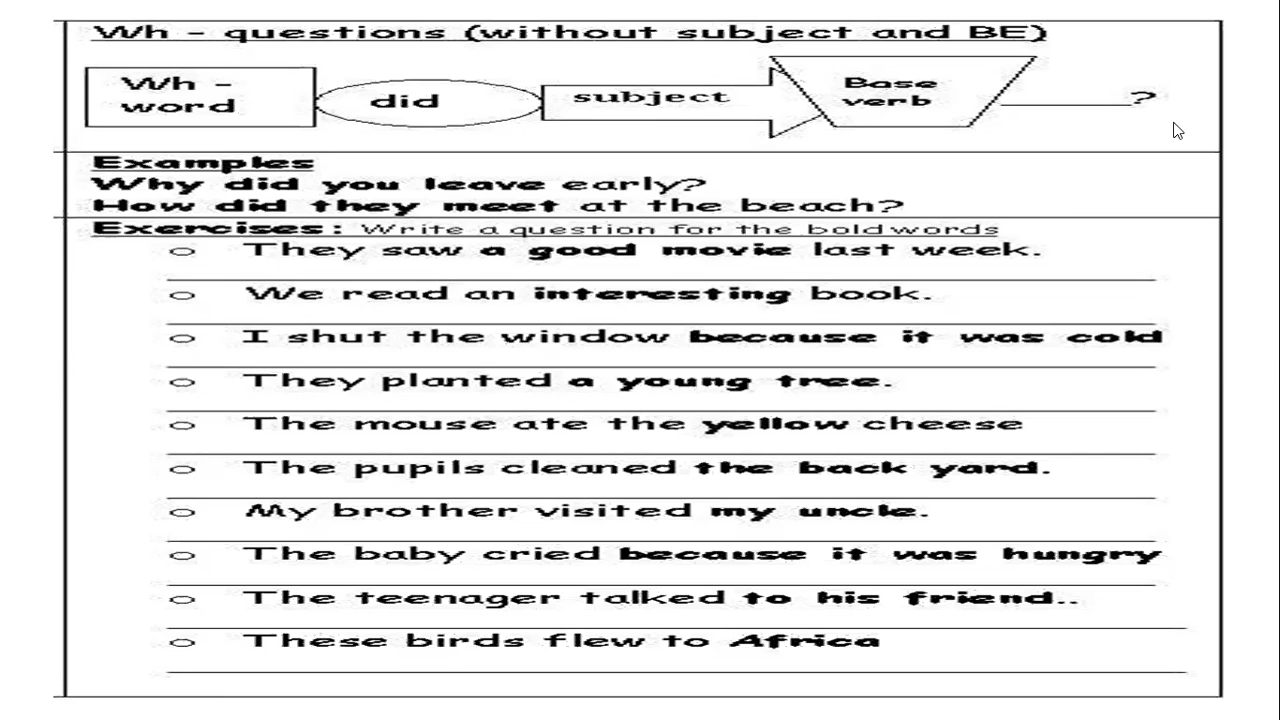 Wh - questions (without subject and BE)
Wh -
word
did
subject
Base
verb
__________?
Examples
Why did you leave early?
How did they meet at the beach?
Exercises: Write a question for the bold words
They saw a good movie last week.
We read an interesting book.
I shut the window because it was cold
They planted a young tree.
The mouse ate the yellow cheese
The pupils cleaned the back yard.
My brother visited my uncle.
The baby cried because it was hungry
The teenager talked to his friend..
These birds flew to Africa